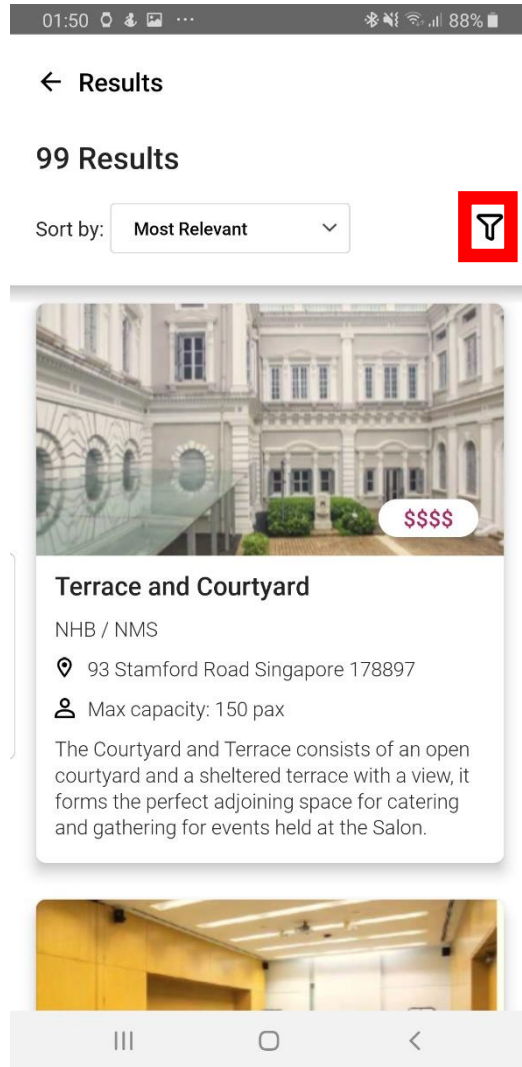 01:50
88%
Results
99 Results
Sort by: Most Relevant
$$$$
Terrace and Courtyard
NHB / NMS
93 Stamford Road Singapore 178897
Max capacity: 150 pax
The Courtyard and Terrace consists of an open
courtyard and a sheltered terrace with a view, it
forms the perfect adjoining space for catering
and gathering for events held at the Salon.